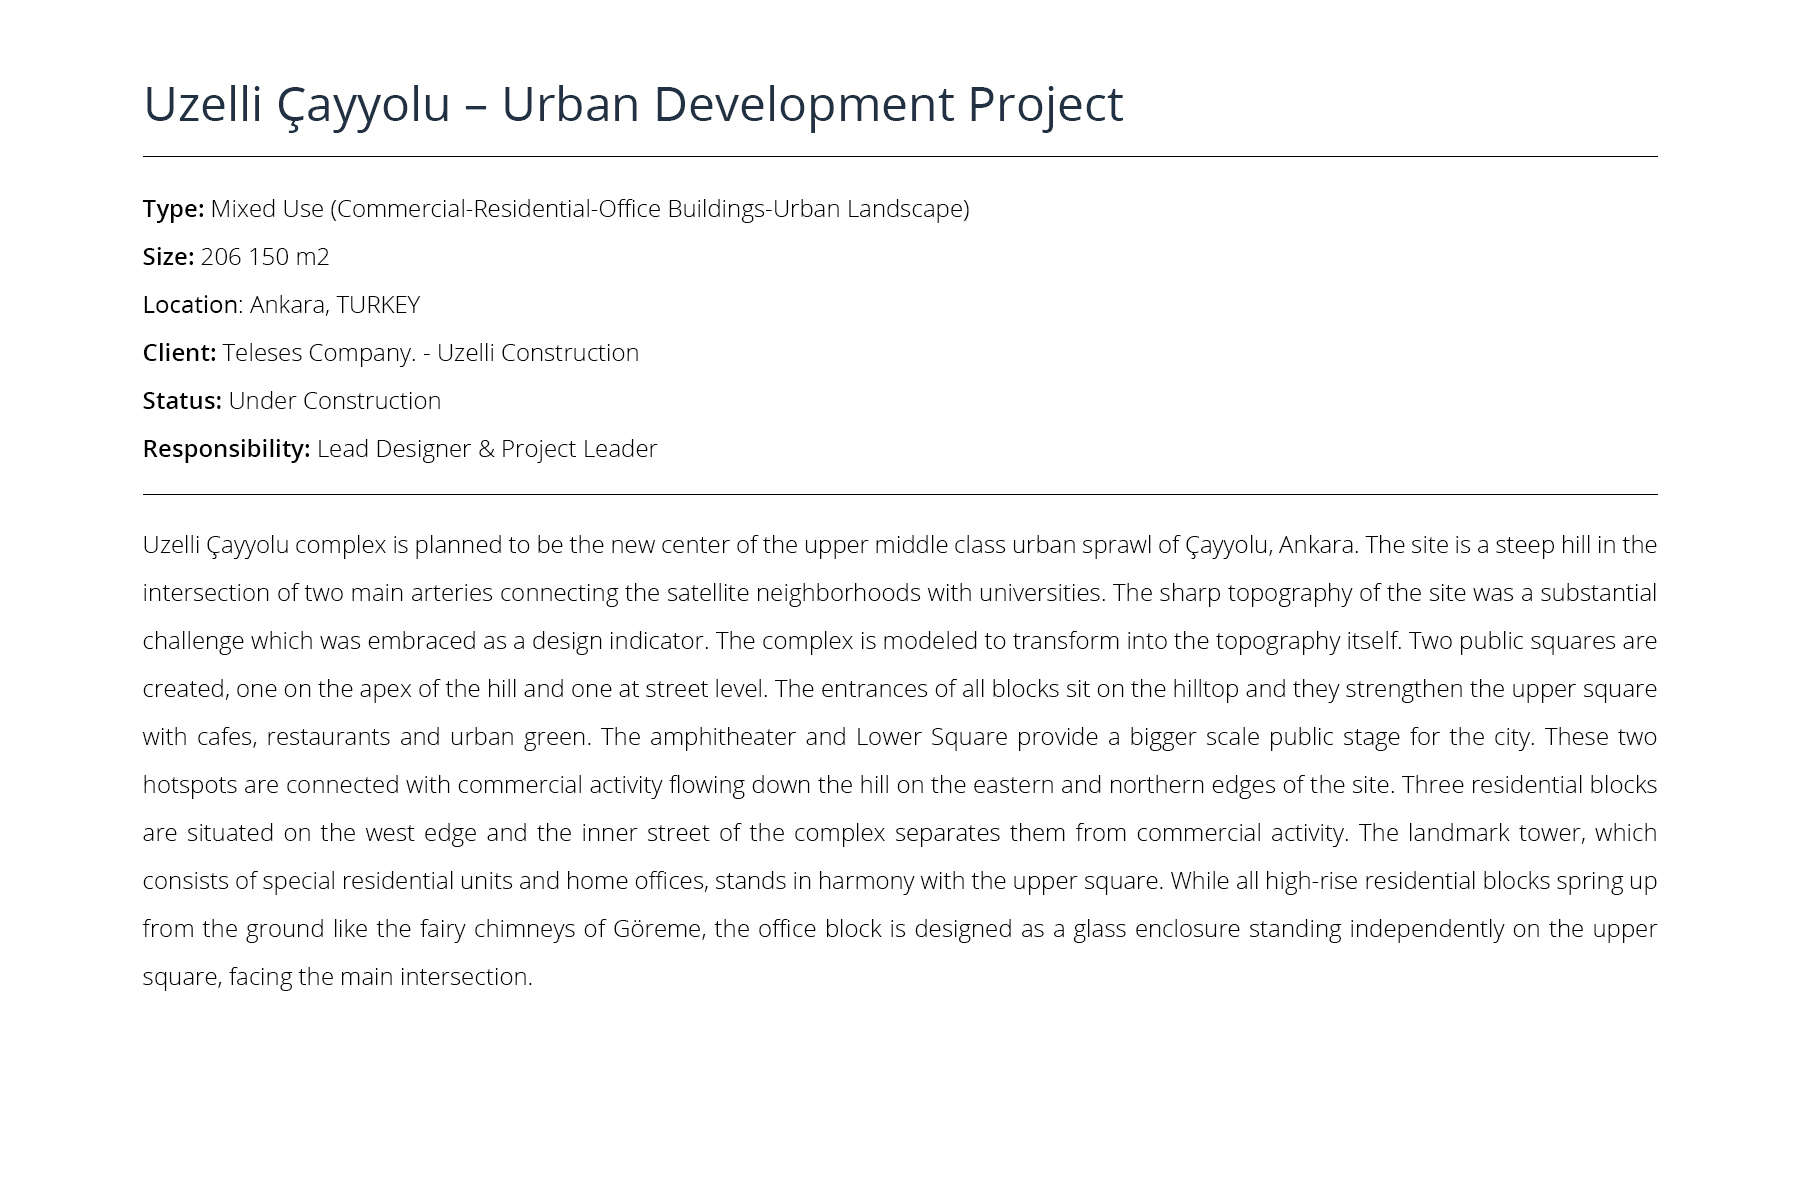 Uzelli Çayyolu – Urban Development Project
Type: Mixed Use (Commercial-Residential-Office Buildings-Urban Landscape)
Size: 206 150 m2
Location: Ankara, TURKEY
Client: Teleses Company. - Uzelli Construction
Status: Under Construction
Responsibility: Lead Designer & Project Leader
Uzelli Çayyolu complex is planned to be the new center of the upper middle class urban sprawl of Çayyolu, Ankara. The site is a steep hill in the
intersection of two main arteries connecting the satellite neighborhoods with universities. The sharp topography of the site was a substantial
challenge which was embraced as a design indicator. The complex is modeled to transform into the topography itself. Two public squares are
created, one on the apex of the hill and one at street level. The entrances of all blocks sit on the hilltop and they strengthen the upper square
with cafes, restaurants and urban green. The amphitheater and Lower Square provide a bigger scale public stage for the city. These two
hotspots are connected with commercial activity flowing down the hill on the eastern and northern edges of the site. Three residential blocks
are situated on the west edge and the inner street of the complex separates them from commercial activity. The landmark tower, which
consists of special residential units and home offices, stands in harmony with the upper square. While all high-rise residential blocks spring up
from the ground like the fairy chimneys of Göreme, the office block is designed as a glass enclosure standing independently on the upper
square, facing the main intersection.